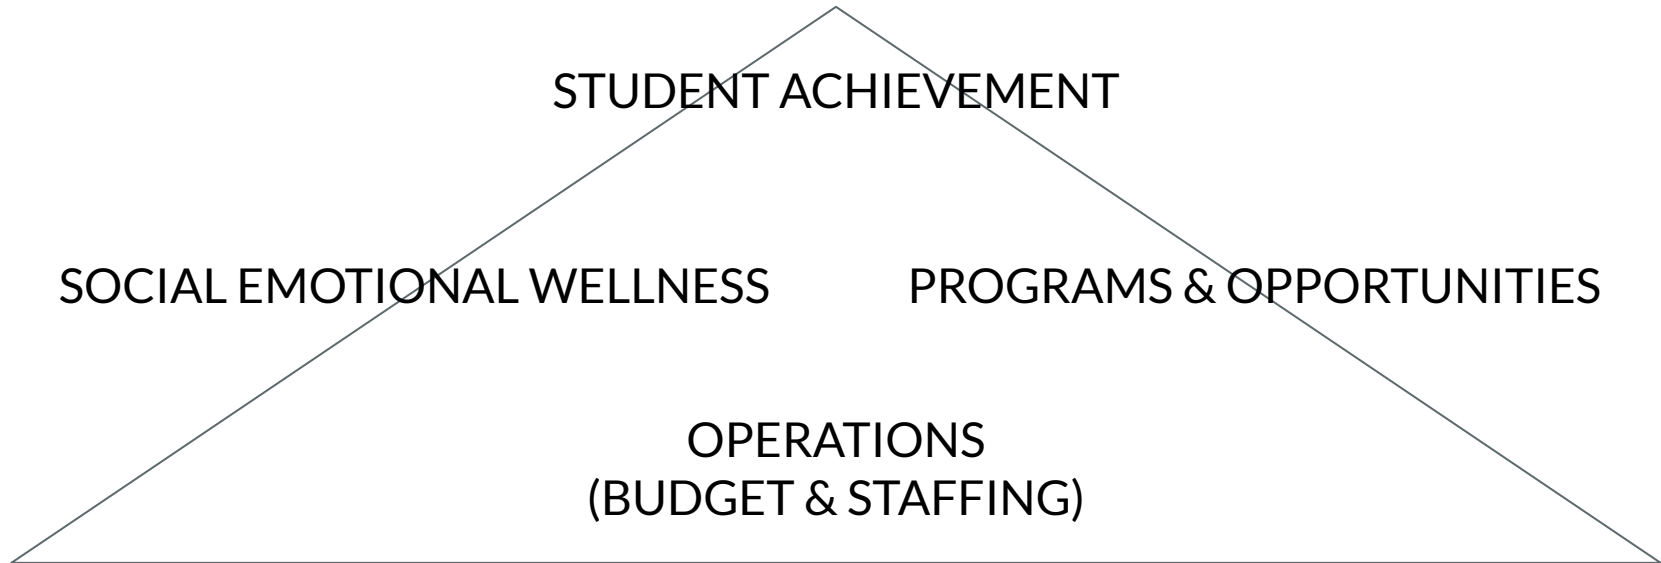 STUDENT ACHIEVEMENT
SOCIAL EMOTIONAL WELLNESS
PROGRAMS & OPPORTUNITIES
OPERATIONS
(BUDGET & STAFFING)